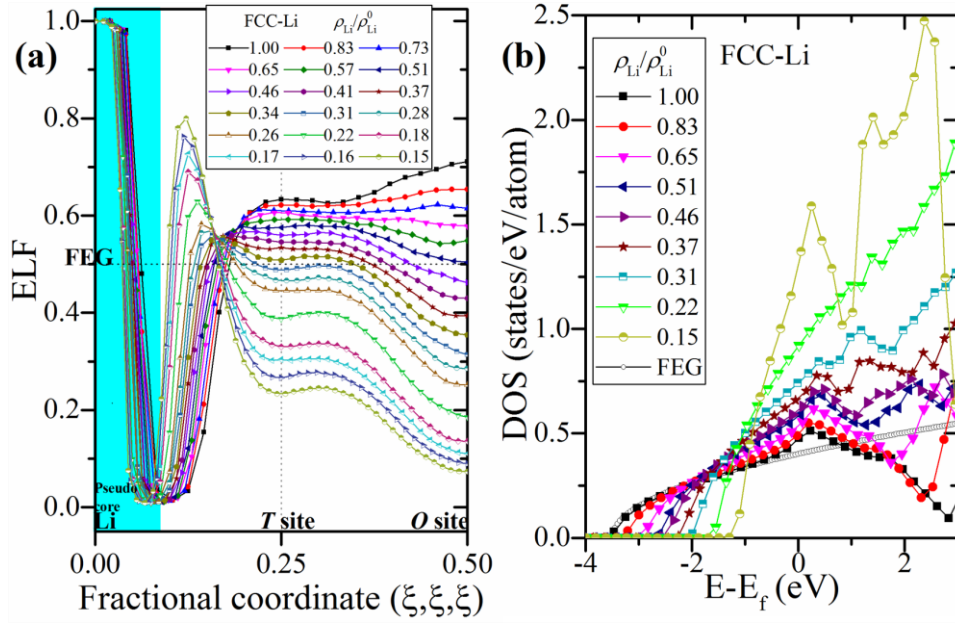 (a)
FCC-Li ρLi/ρ⁰Li
1.00 0.83 0.73
0.65 0.57 0.51
0.46 0.41 0.37
0.34 0.31 0.28
0.26 0.22 0.18
0.17 0.16 0.15
1.0
0.8
0.6
0.4
0.2
0.0
ELF
FEG
Pseudo
core
Li
T site
O site
0.00 0.25 0.50
Fractional coordinate (ξ,ξ,ξ)
(b)
FCC-Li
ρLi/ρ⁰Li
1.00
0.83
0.65
0.51
0.46
0.37
0.31
0.22
0.15
FEG
2.5
2.0
1.5
1.0
0.5
0.0
DOS (states/eV/atom)
-4 -2 0 2
E-Ef (eV)